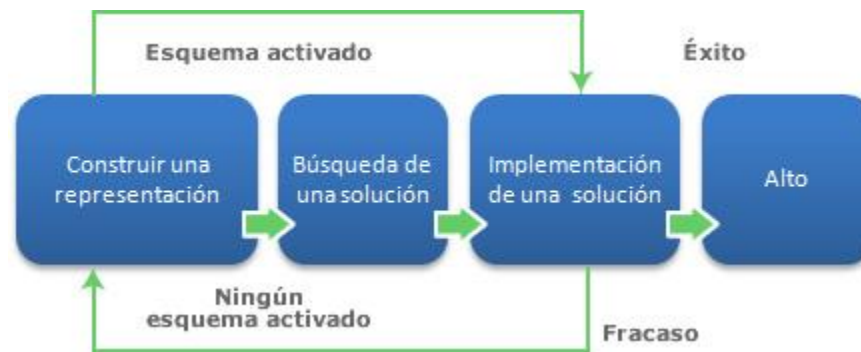 Esquema activado
Éxito
Construir una
representación
Búsqueda de
una solución
Implementación
de una solución
Alto
Ningún
esquema activado
Fracaso